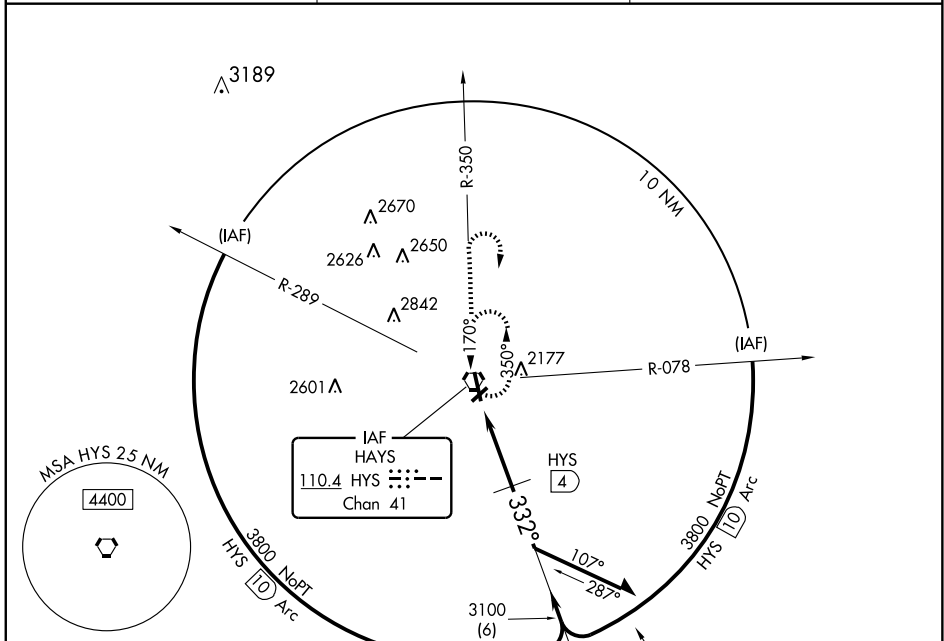 3189
R-350
10 NM
2670
(IAF)
2626
2650
R-289
2842
170°
350°
2177
(IAF)
R-078
2601
IAF
HAYS
110.4 HYS
Chan 41
HYS
4
MSA HYS 25 NM
4400
332°
3800 NoPT
HYS 10 Arc
3800 NoPT
HYS 10 Arc
107°
287°
3100
(6)